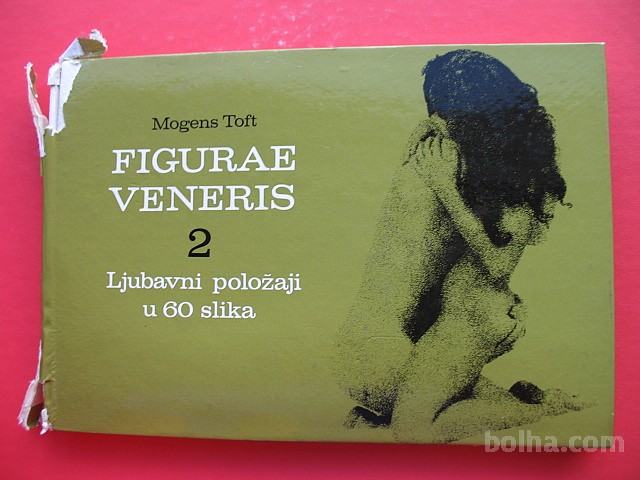 Mogens Toft
FIGURAE
VENERIS
2
Ljubavni položaji
u 60 slika
bolha.com